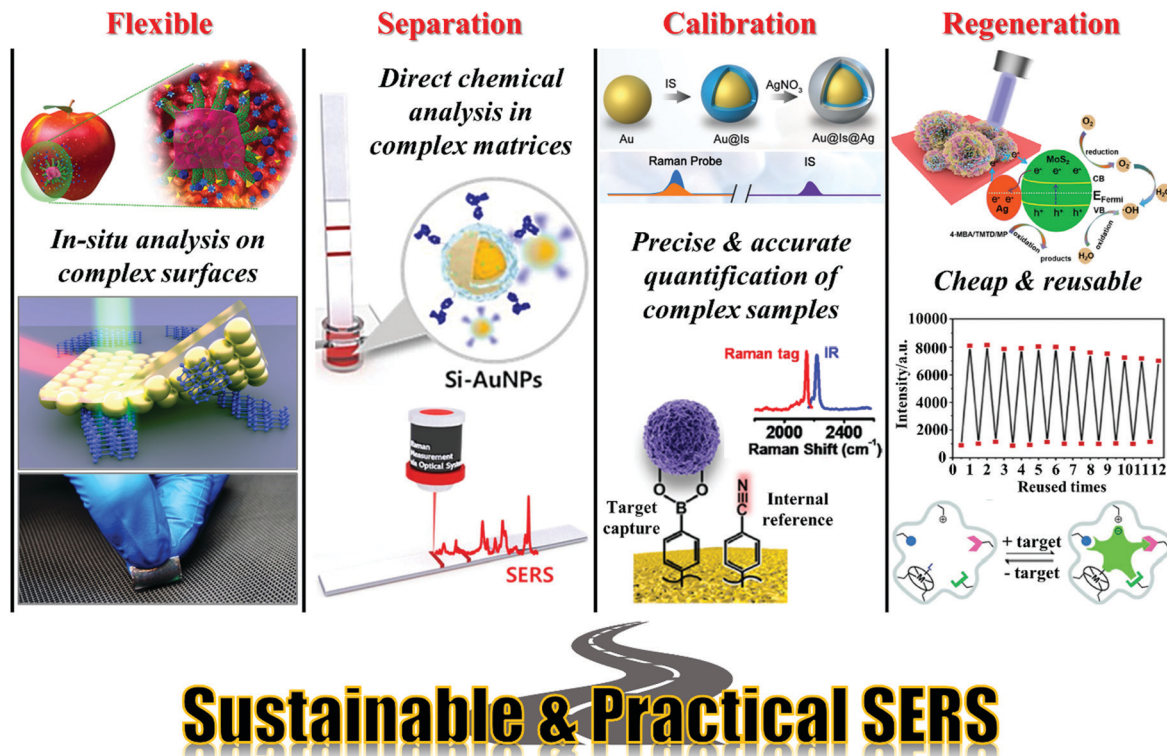 Flexible
In-situ analysis on
complex surfaces
Separation
Direct chemical
analysis in
complex matrices
Si-AuNPs
Raman
Measurement
SERS
Calibration
IS
AgNO3
Au
Au@Is
Au@Is@Ag
Raman Probe
IS
Precise & accurate
quantification of
complex samples
Raman tag
IR
2000
2400
Raman Shift (cm-1)
O
O
B
N
C
Target
capture
Internal
reference
Regeneration
O2
reduction
MoS2
O2-
e-
e- e- e-
CB
H2O
EFermi
e- e-
Ag
h+ h+ h+
VB
·OH
4-MBA/TMTD/MP
oxidation
oxidation
products
H2O
Cheap & reusable
Intensity/a.u.
10000
8000
6000
4000
2000
0
0 1 2 3 4 5 6 7 8 9 10 11 12
Reused times
+ target
- target
M
M
Sustainable & Practical SERS